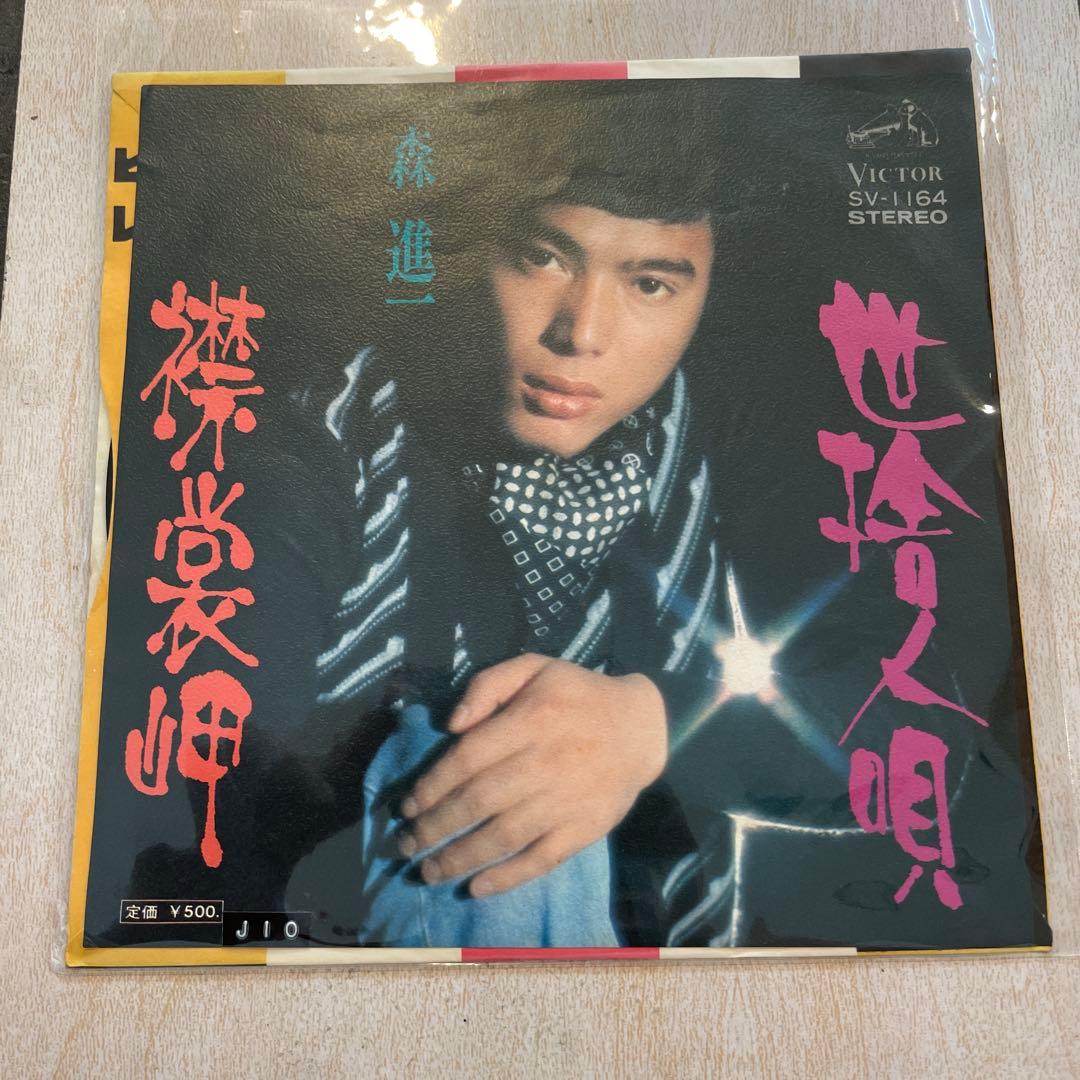 森進一
VICTOR
SV-1164
STEREO
世捨人唄
襟裳岬
定価 ¥500.
J10